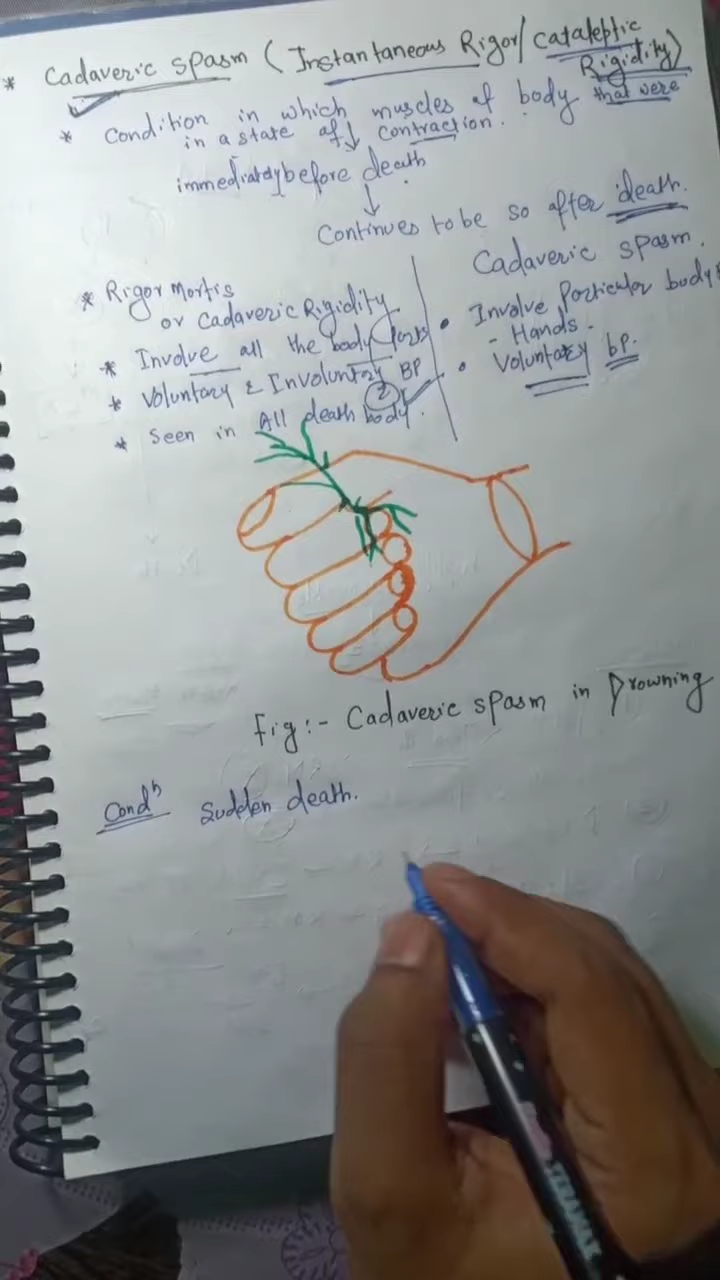 * Cadaveric spasm (Instantaneous Rigor/Cataleptic
Rigidity)
* Condition in which muscles of body that were
in a state of contraction.
immediately before death
↓
Continues to be so after death.
* Rigor Mortis
or Cadaveric Rigidity
* Involve all the body parts
* Voluntary & Involuntary BP
②
* Seen in All death body.
Cadaveric spasm.
• Involve Particular body
- Hands.
• Voluntary bp.
Fig:- Cadaveric spasm in Drowning
Condⁿ Sudden death.